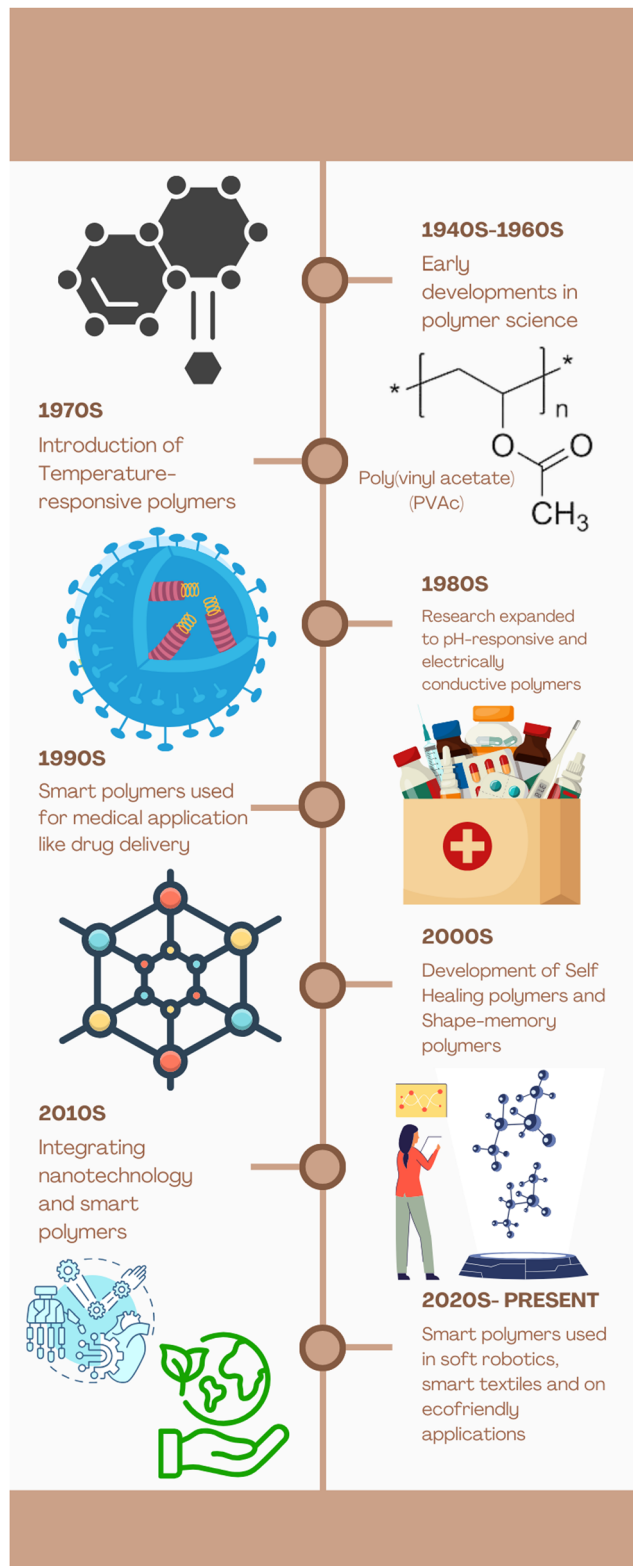 1940S-1960S
Early
developments in
polymer science
*
*
n
O
O
CH3
Poly(vinyl acetate)
(PVAc)
1970S
Introduction of
Temperature-
responsive polymers
1980S
Research expanded
to pH-responsive and
electrically
conductive polymers
1990S
Smart polymers used
for medical application
like drug delivery
2000S
Development of Self
Healing polymers and
Shape-memory
polymers
2010S
Integrating
nanotechnology
and smart
polymers
2020S- PRESENT
Smart polymers used
in soft robotics,
smart textiles and on
ecofriendly
applications